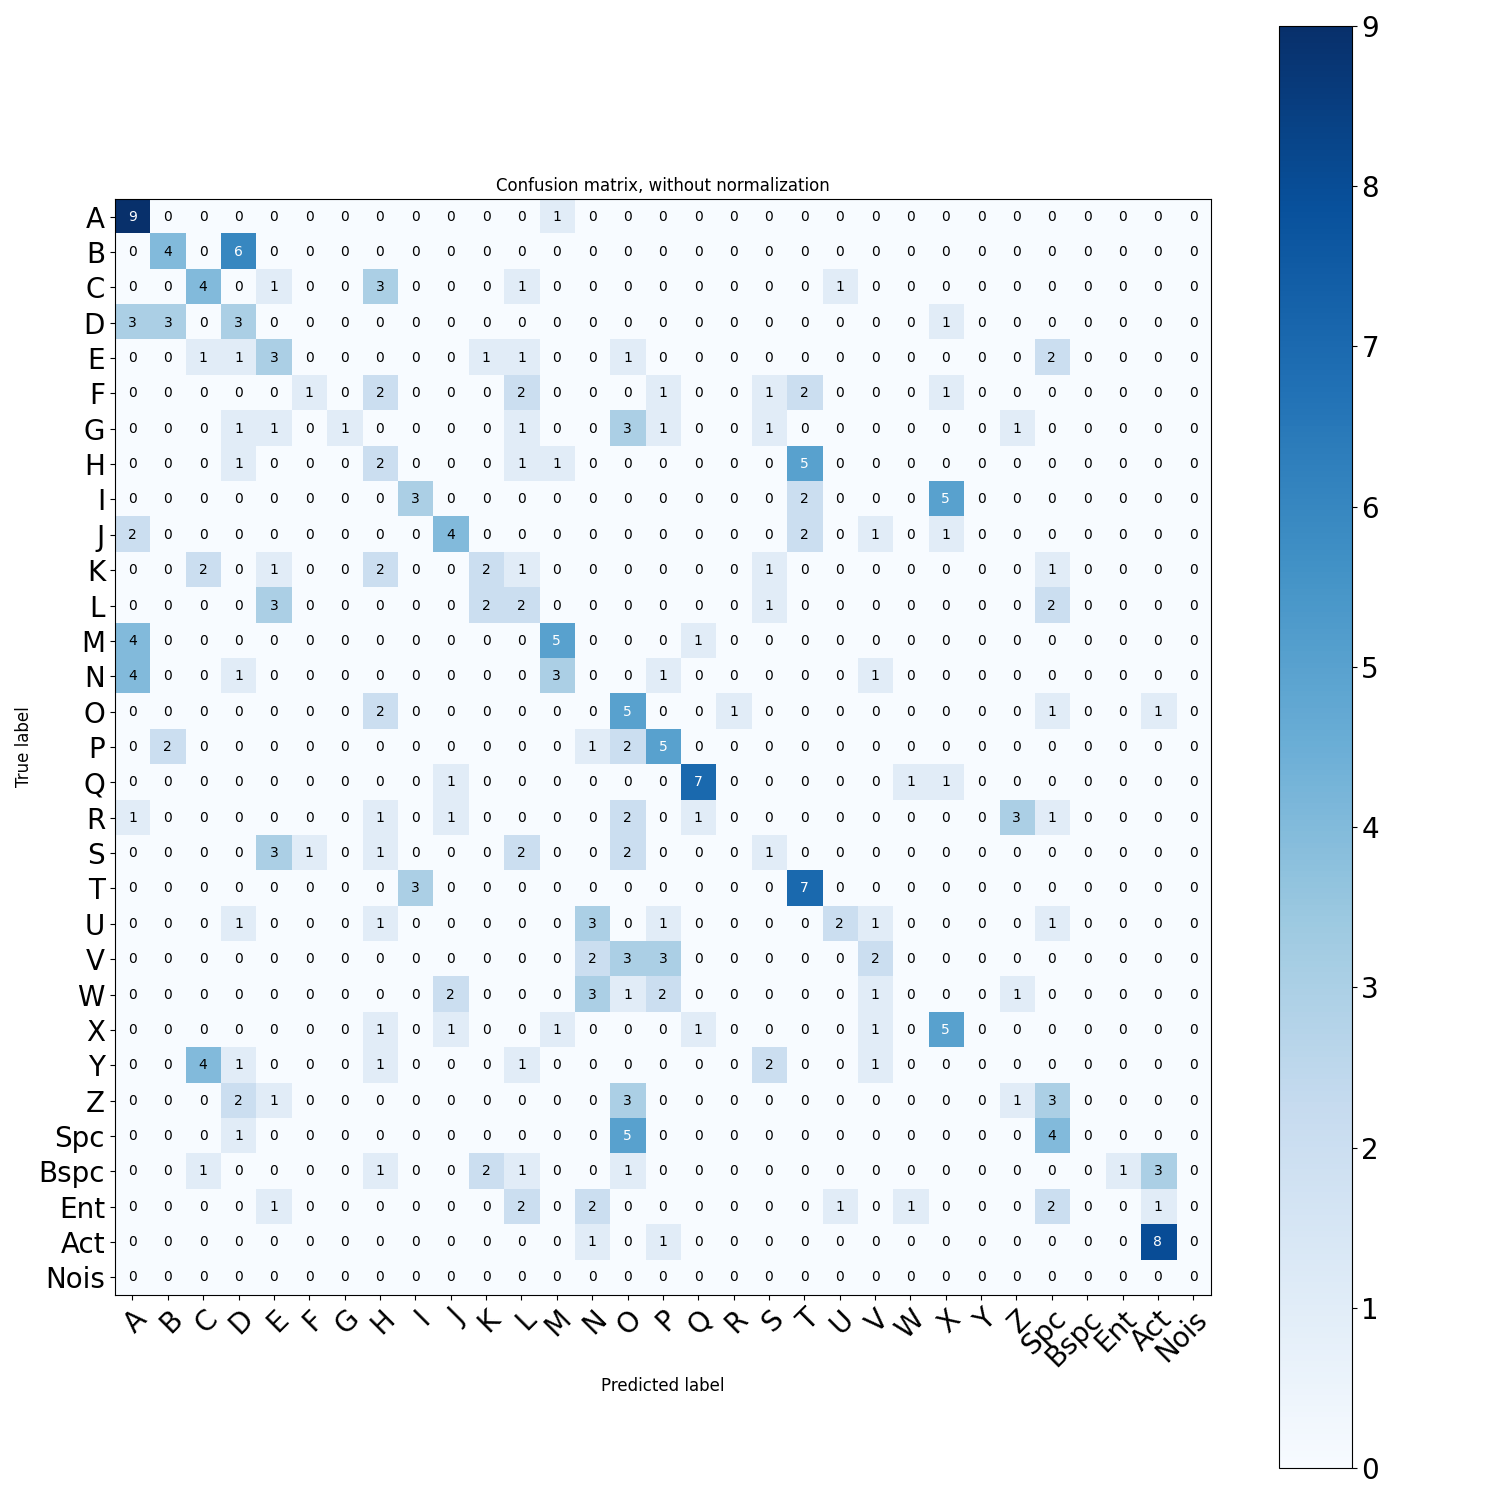 Confusion matrix, without normalization
True label
A 9 0 0 0 0 0 0 0 0 0 0 0 1 0 0 0 0 0 0 0 0 0 0 0 0 0 0 0 0 0 0
B 0 4 0 6 0 0 0 0 0 0 0 0 0 0 0 0 0 0 0 0 0 0 0 0 0 0 0 0 0 0 0
C 0 0 4 0 1 0 0 3 0 0 0 1 0 0 0 0 0 0 0 0 1 0 0 0 0 0 0 0 0 0 0
D 3 3 0 3 0 0 0 0 0 0 0 0 0 0 0 0 0 0 0 0 0 0 0 1 0 0 0 0 0 0 0
E 0 0 1 1 3 0 0 0 0 0 1 1 0 0 1 0 0 0 0 0 0 0 0 0 0 0 2 0 0 0 0
F 0 0 0 0 0 1 0 2 0 0 0 2 0 0 0 1 0 0 1 2 0 0 0 1 0 0 0 0 0 0 0
G 0 0 0 1 1 0 1 0 0 0 0 1 0 0 3 1 0 0 1 0 0 0 0 0 0 1 0 0 0 0 0
H 0 0 0 1 0 0 0 2 0 0 0 1 1 0 0 0 0 0 0 5 0 0 0 0 0 0 0 0 0 0 0
I 0 0 0 0 0 0 0 0 3 0 0 0 0 0 0 0 0 0 0 2 0 0 0 5 0 0 0 0 0 0 0
J 2 0 0 0 0 0 0 0 0 4 0 0 0 0 0 0 0 0 0 2 0 1 0 1 0 0 0 0 0 0 0
K 0 0 2 0 1 0 0 2 0 0 2 1 0 0 0 0 0 0 1 0 0 0 0 0 0 0 1 0 0 0 0
L 0 0 0 0 3 0 0 0 0 0 2 2 0 0 0 0 0 0 1 0 0 0 0 0 0 0 2 0 0 0 0
M 4 0 0 0 0 0 0 0 0 0 0 0 5 0 0 0 1 0 0 0 0 0 0 0 0 0 0 0 0 0 0
N 4 0 0 1 0 0 0 0 0 0 0 0 3 0 0 1 0 0 0 0 0 1 0 0 0 0 0 0 0 0 0
O 0 0 0 0 0 0 0 2 0 0 0 0 0 0 5 0 0 1 0 0 0 0 0 0 0 0 1 0 0 1 0
P 0 2 0 0 0 0 0 0 0 0 0 0 0 1 2 5 0 0 0 0 0 0 0 0 0 0 0 0 0 0 0
Q 0 0 0 0 0 0 0 0 0 1 0 0 0 0 0 0 7 0 0 0 0 0 1 1 0 0 0 0 0 0 0
R 1 0 0 0 0 0 0 1 0 1 0 0 0 0 2 0 1 0 0 0 0 0 0 0 0 3 1 0 0 0 0
S 0 0 0 0 3 1 0 1 0 0 0 2 0 0 2 0 0 0 1 0 0 0 0 0 0 0 0 0 0 0 0
T 0 0 0 0 0 0 0 0 3 0 0 0 0 0 0 0 0 0 0 7 0 0 0 0 0 0 0 0 0 0 0
U 0 0 0 1 0 0 0 1 0 0 0 0 0 3 0 1 0 0 0 0 2 1 0 0 0 0 1 0 0 0 0
V 0 0 0 0 0 0 0 0 0 0 0 0 0 2 3 3 0 0 0 0 0 2 0 0 0 0 0 0 0 0 0
W 0 0 0 0 0 0 0 0 0 2 0 0 0 3 1 2 0 0 0 0 0 1 0 0 0 1 0 0 0 0 0
X 0 0 0 0 0 0 0 1 0 1 0 0 1 0 0 0 1 0 0 0 0 1 0 5 0 0 0 0 0 0 0
Y 0 0 4 1 0 0 0 1 0 0 0 1 0 0 0 0 0 0 2 0 0 1 0 0 0 0 0 0 0 0 0
Z 0 0 0 2 1 0 0 0 0 0 0 0 0 0 3 0 0 0 0 0 0 0 0 0 0 1 3 0 0 0 0
Spc 0 0 0 1 0 0 0 0 0 0 0 0 0 0 5 0 0 0 0 0 0 0 0 0 0 0 4 0 0 0 0
Bspc 0 0 1 0 0 0 0 1 0 0 2 1 0 0 1 0 0 0 0 0 0 0 0 0 0 0 0 0 1 3 0
Ent 0 0 0 0 1 0 0 0 0 0 0 2 0 2 0 0 0 0 0 0 1 0 1 0 0 0 2 0 0 1 0
Act 0 0 0 0 0 0 0 0 0 0 0 0 0 1 0 1 0 0 0 0 0 0 0 0 0 0 0 0 0 8 0
Nois 0 0 0 0 0 0 0 0 0 0 0 0 0 0 0 0 0 0 0 0 0 0 0 0 0 0 0 0 0 0 0
A B C D E F G H I J K L M N O P Q R S T U V W X Y Z Spc Bspc Ent Act Nois
Predicted label
9
8
7
6
5
4
3
2
1
0